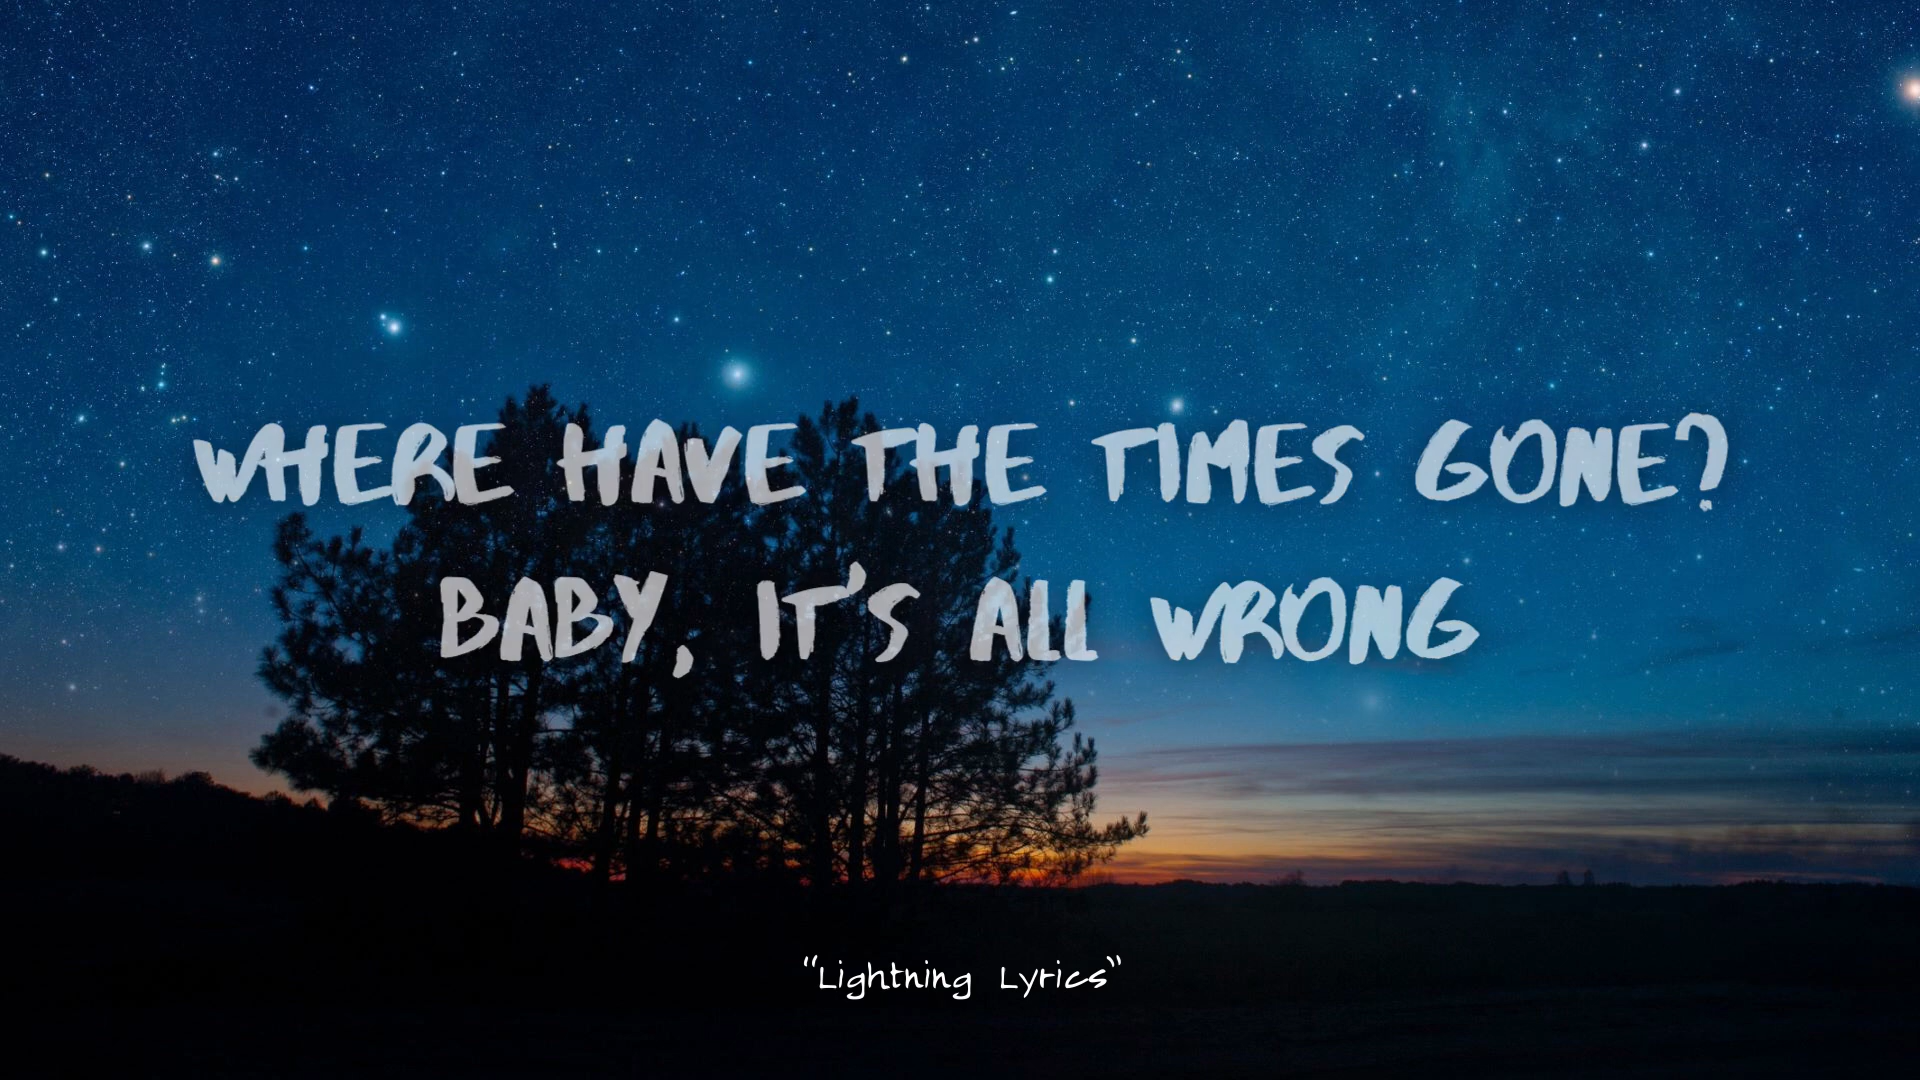 WHERE HAVE THE TIMES GONE?
BABY, IT'S ALL WRONG
"Lightning Lyrics"